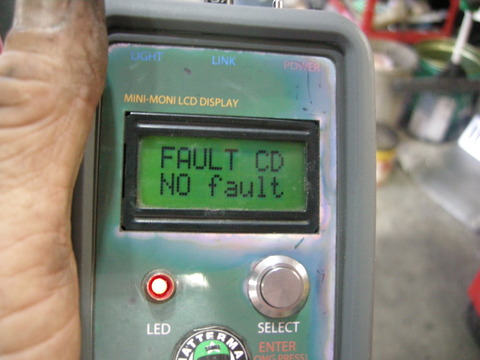 LIGHT LINK POWER
MINI-MONI LCD DISPLAY
FAULT CD
NO fault
LED SELECT
ENTER